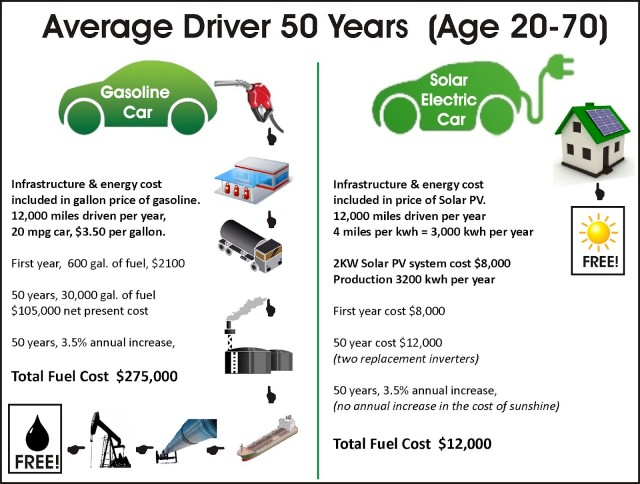 Average Driver 50 Years (Age 20-70)
Gasoline
Car
Infrastructure & energy cost
included in gallon price of gasoline.
12,000 miles driven per year,
20 mpg car, $3.50 per gallon.
First year, 600 gal. of fuel, $2100
50 years, 30,000 gal. of fuel
$105,000 net present cost
50 years, 3.5% annual increase,
Total Fuel Cost $275,000
FREE!
Solar
Electric
Car
Infrastructure & energy cost
included in price of Solar PV.
12,000 miles driven per year
4 miles per kwh = 3,000 kwh per year
2KW Solar PV system cost $8,000
Production 3200 kwh per year
First year cost $8,000
50 year cost $12,000
(two replacement inverters)
50 years, 3.5% annual increase,
(no annual increase in the cost of sunshine)
Total Fuel Cost $12,000
FREE!